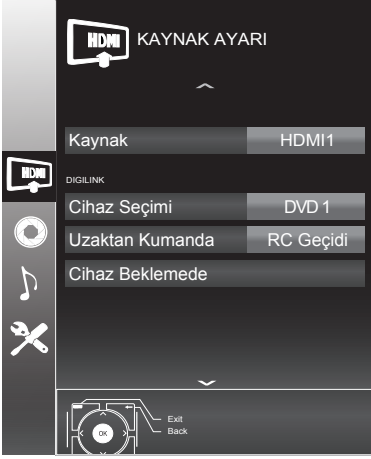 HDMI KAYNAK AYARI
Kaynak HDMI1
HDMI
DIGILINK
Cihaz Seçimi DVD 1
Uzaktan Kumanda RC Geçidi
Cihaz Beklemede
Exit
OK Back